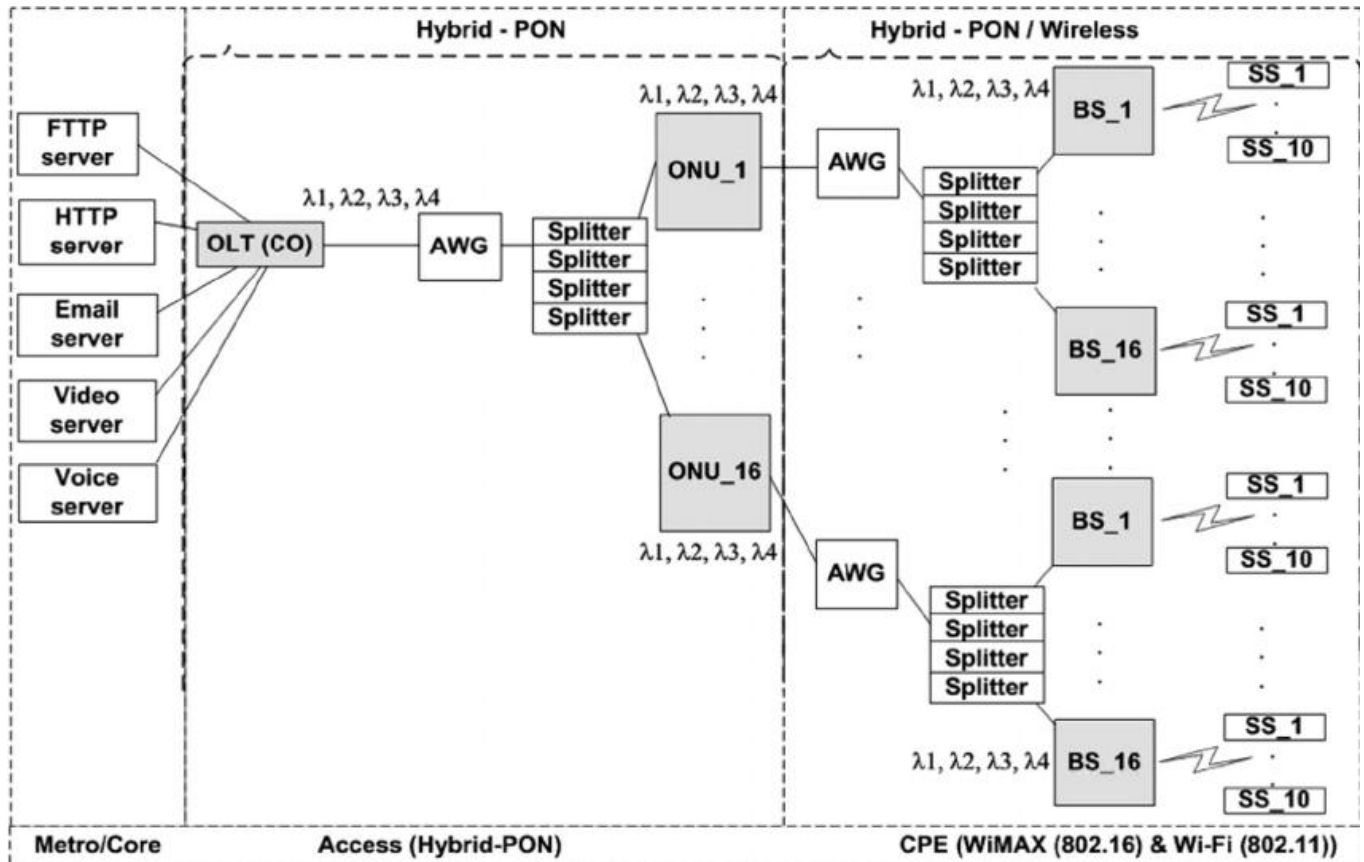 Hybrid - PON
Hybrid - PON / Wireless
FTTP
server
HTTP
server
Email
server
Video
server
Voice
server
OLT (CO)
λ1, λ2, λ3, λ4
AWG
Splitter
Splitter
Splitter
Splitter
λ1, λ2, λ3, λ4
ONU_1
ONU_16
λ1, λ2, λ3, λ4
AWG
Splitter
Splitter
Splitter
Splitter
λ1, λ2, λ3, λ4
BS_1
SS_1
SS_10
BS_16
SS_1
SS_10
AWG
Splitter
Splitter
Splitter
Splitter
BS_1
SS_1
SS_10
λ1, λ2, λ3, λ4
BS_16
SS_1
SS_10
Metro/Core
Access (Hybrid-PON)
CPE (WiMAX (802.16) & Wi-Fi (802.11))